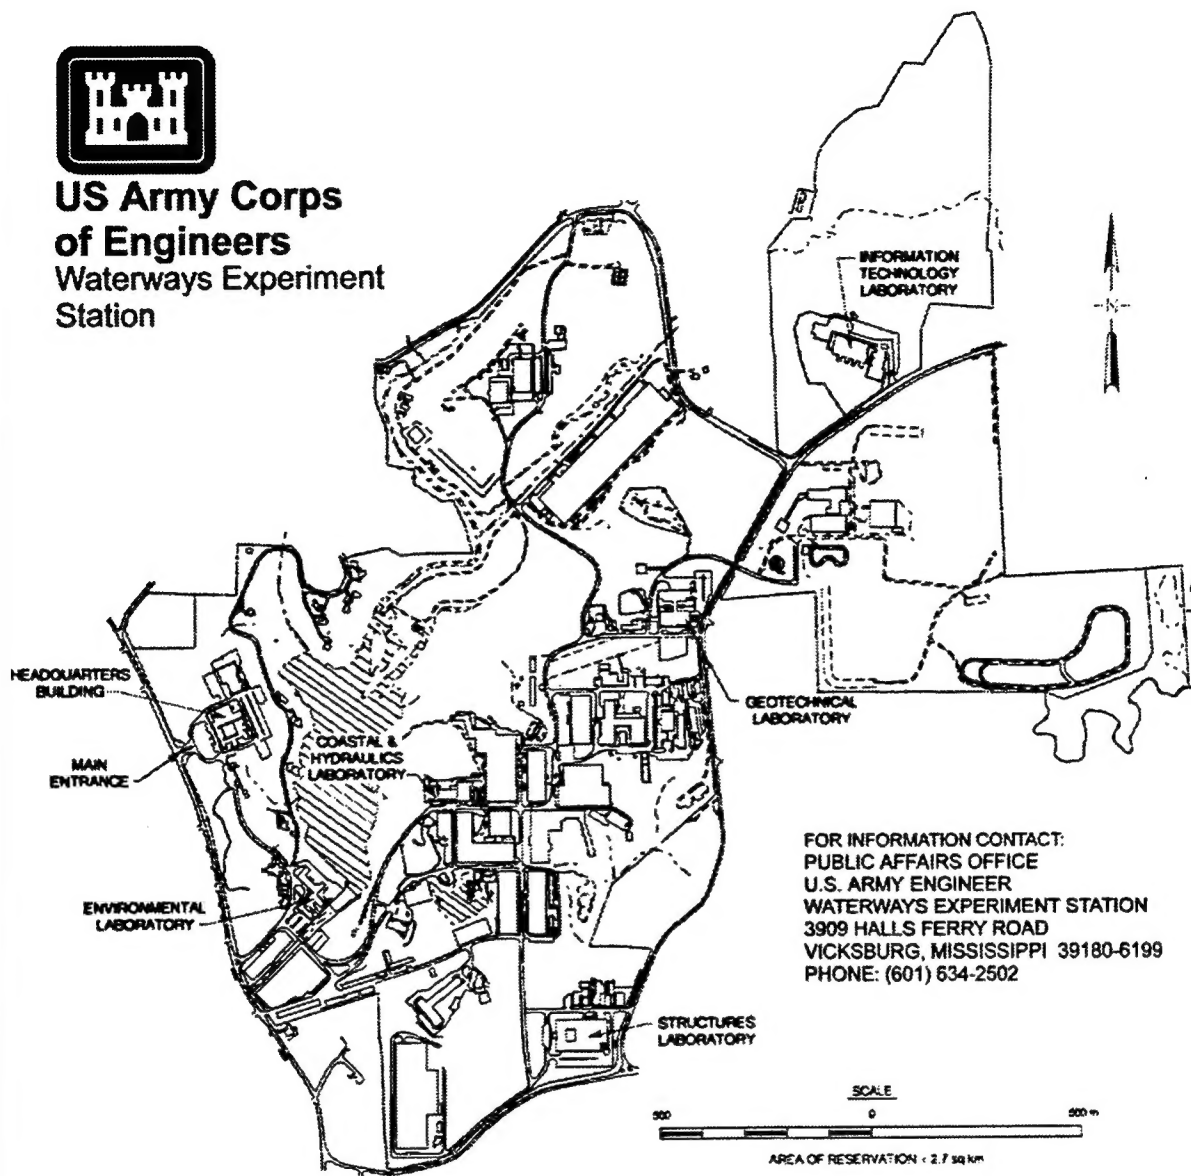 US Army Corps
of Engineers
Waterways Experiment
Station
INFORMATION
TECHNOLOGY
LABORATORY
N
HEADQUARTERS
BUILDING
MAIN
ENTRANCE
COASTAL &
HYDRAULICS
LABORATORY
GEOTECHNICAL
LABORATORY
ENVIRONMENTAL
LABORATORY
FOR INFORMATION CONTACT:
PUBLIC AFFAIRS OFFICE
U.S. ARMY ENGINEER
WATERWAYS EXPERIMENT STATION
3909 HALLS FERRY ROAD
VICKSBURG, MISSISSIPPI 39180-6199
PHONE: (601) 634-2502
STRUCTURES
LABORATORY
SCALE
500 0 500 m
AREA OF RESERVATION : 2.7 sq km